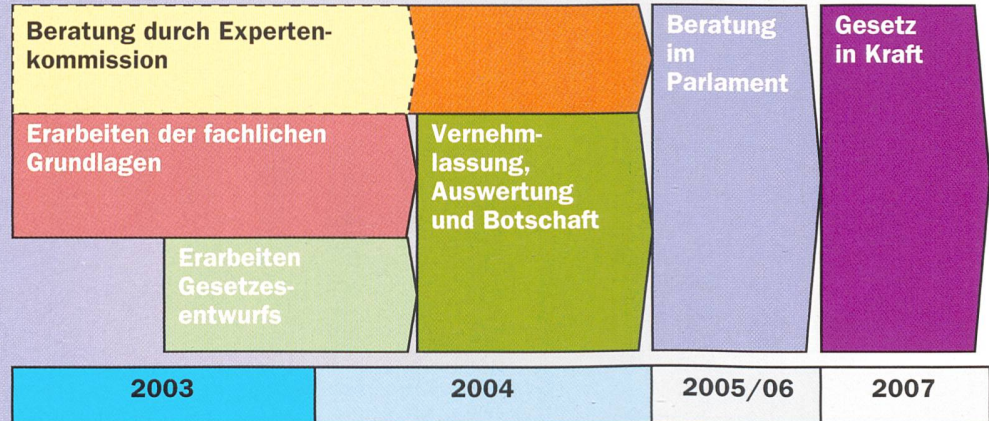 Beratung durch Experten-
kommission
Erarbeiten der fachlichen
Grundlagen
Erarbeiten
Gesetzes-
entwurfs
Vernehm-
lassung,
Auswertung
und Botschaft
Beratung
im
Parlament
Gesetz
in Kraft
2003
2004
2005/06
2007